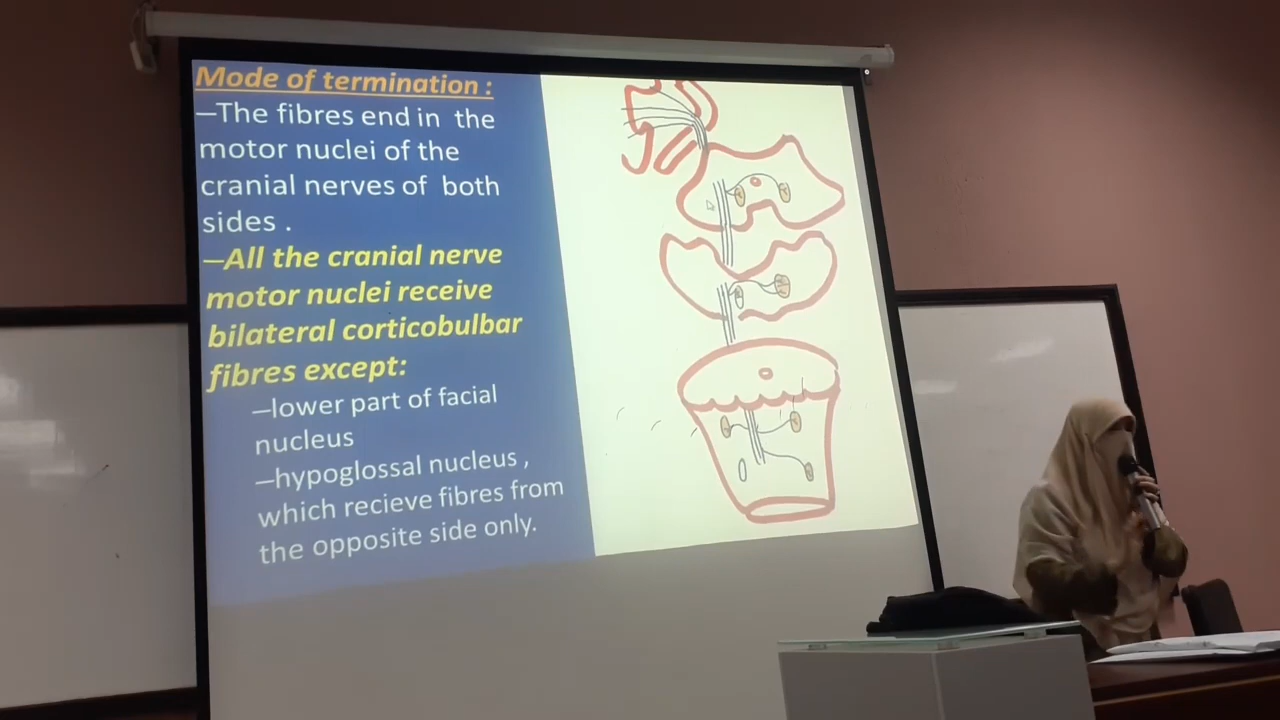 Mode of termination :
–The fibres end in the
motor nuclei of the
cranial nerves of both
sides .
–All the cranial nerve
motor nuclei receive
bilateral corticobulbar
fibres except:
–lower part of facial
nucleus
–hypoglossal nucleus ,
which recieve fibres from
the opposite side only.